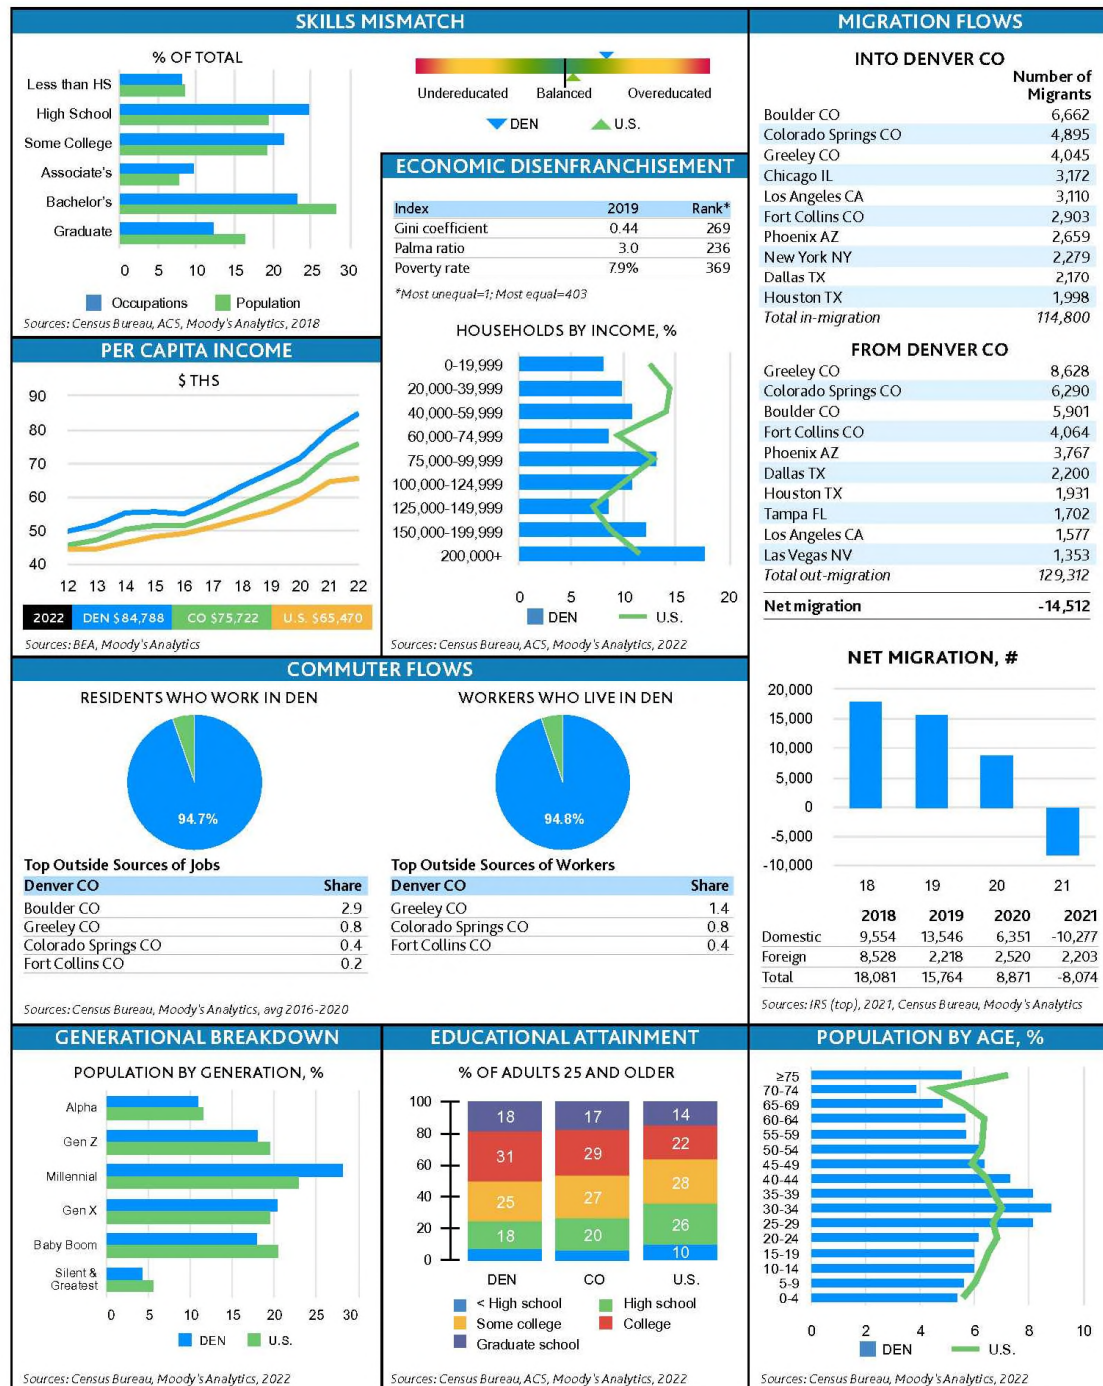 SKILLS MISMATCH
% OF TOTAL
Less than HS
High School
Some College
Associate's
Bachelor's
Graduate
0 5 10 15 20 25 30
Occupations Population
Sources: Census Bureau, ACS, Moody's Analytics, 2018
Undereducated Balanced Overeducated
DEN U.S.
ECONOMIC DISENFRANCHISEMENT
Index 2019 Rank*
Gini coefficient 0.44 269
Palma ratio 3.0 236
Poverty rate 7.9% 369
*Most unequal=1; Most equal=403
HOUSEHOLDS BY INCOME, %
0-19,999
20,000-39,999
40,000-59,999
60,000-74,999
75,000-99,999
100,000-124,999
125,000-149,999
150,000-199,999
200,000+
0 5 10 15 20
DEN U.S.
Sources: Census Bureau, ACS, Moody's Analytics, 2022
PER CAPITA INCOME
$ THS
90
80
70
60
50
40
12 13 14 15 16 17 18 19 20 21 22
2022 DEN $84,788 CO $75,722 U.S. $65,470
Sources: BEA, Moody's Analytics
MIGRATION FLOWS
INTO DENVER CO
Number of
Migrants
Boulder CO 6,662
Colorado Springs CO 4,895
Greeley CO 4,045
Chicago IL 3,172
Los Angeles CA 3,110
Fort Collins CO 2,903
Phoenix AZ 2,659
New York NY 2,279
Dallas TX 2,170
Houston TX 1,998
Total in-migration 114,800
FROM DENVER CO
Greeley CO 8,628
Colorado Springs CO 6,290
Boulder CO 5,901
Fort Collins CO 4,064
Phoenix AZ 3,767
Dallas TX 2,200
Houston TX 1,931
Tampa FL 1,702
Los Angeles CA 1,577
Las Vegas NV 1,353
Total out-migration 129,312
Net migration -14,512
NET MIGRATION, #
20,000
15,000
10,000
5,000
0
-5,000
-10,000
18 19 20 21
2018 2019 2020 2021
Domestic 9,554 13,546 6,351 -10,277
Foreign 8,528 2,218 2,520 2,203
Total 18,081 15,764 8,871 -8,074
Sources: IRS (top), 2021, Census Bureau, Moody's Analytics
COMMUTER FLOWS
RESIDENTS WHO WORK IN DEN
94.7%
Top Outside Sources of Jobs
Denver CO Share
Boulder CO 2.9
Greeley CO 0.8
Colorado Springs CO 0.4
Fort Collins CO 0.2
WORKERS WHO LIVE IN DEN
94.8%
Top Outside Sources of Workers
Denver CO Share
Greeley CO 1.4
Colorado Springs CO 0.8
Fort Collins CO 0.4
Sources: Census Bureau, Moody's Analytics, avg 2016-2020
GENERATIONAL BREAKDOWN
POPULATION BY GENERATION, %
Alpha
Gen Z
Millennial
Gen X
Baby Boom
Silent &
Greatest
0 5 10 15 20 25 30
DEN U.S.
Sources: Census Bureau, Moody's Analytics, 2022
EDUCATIONAL ATTAINMENT
% OF ADULTS 25 AND OLDER
100
80
60
40
20
0
18 17 14
31 29 22
25 27 28
18 20 26
10
DEN CO U.S.
< High school High school
Some college College
Graduate school
Sources: Census Bureau, ACS, Moody's Analytics, 2022
POPULATION BY AGE, %
≥75
70-74
65-69
60-64
55-59
50-54
45-49
40-44
35-39
30-34
25-29
20-24
15-19
10-14
5-9
0-4
0 2 4 6 8 10
DEN U.S.
Sources: Census Bureau, Moody's Analytics, 2022